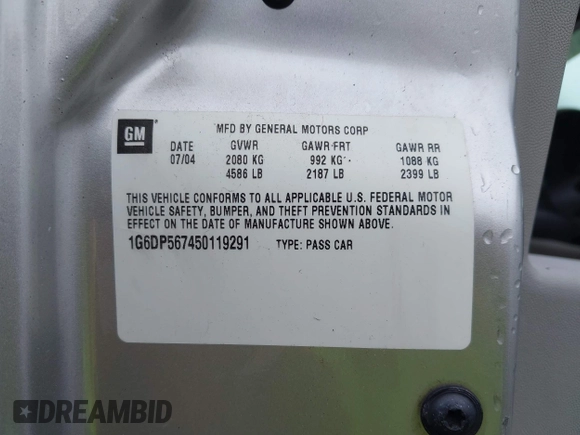 GM
MFD BY GENERAL MOTORS CORP
DATE GVWR GAWR FRT GAWR RR
07/04 2080 KG 992 KG 1088 KG
4586 LB 2187 LB 2399 LB
THIS VEHICLE CONFORMS TO ALL APPLICABLE U.S. FEDERAL MOTOR
VEHICLE SAFETY, BUMPER, AND THEFT PREVENTION STANDARDS IN
EFFECT ON THE DATE OF MANUFACTURE SHOWN ABOVE.
1G6DP567450119291 TYPE: PASS CAR
DREAMBID